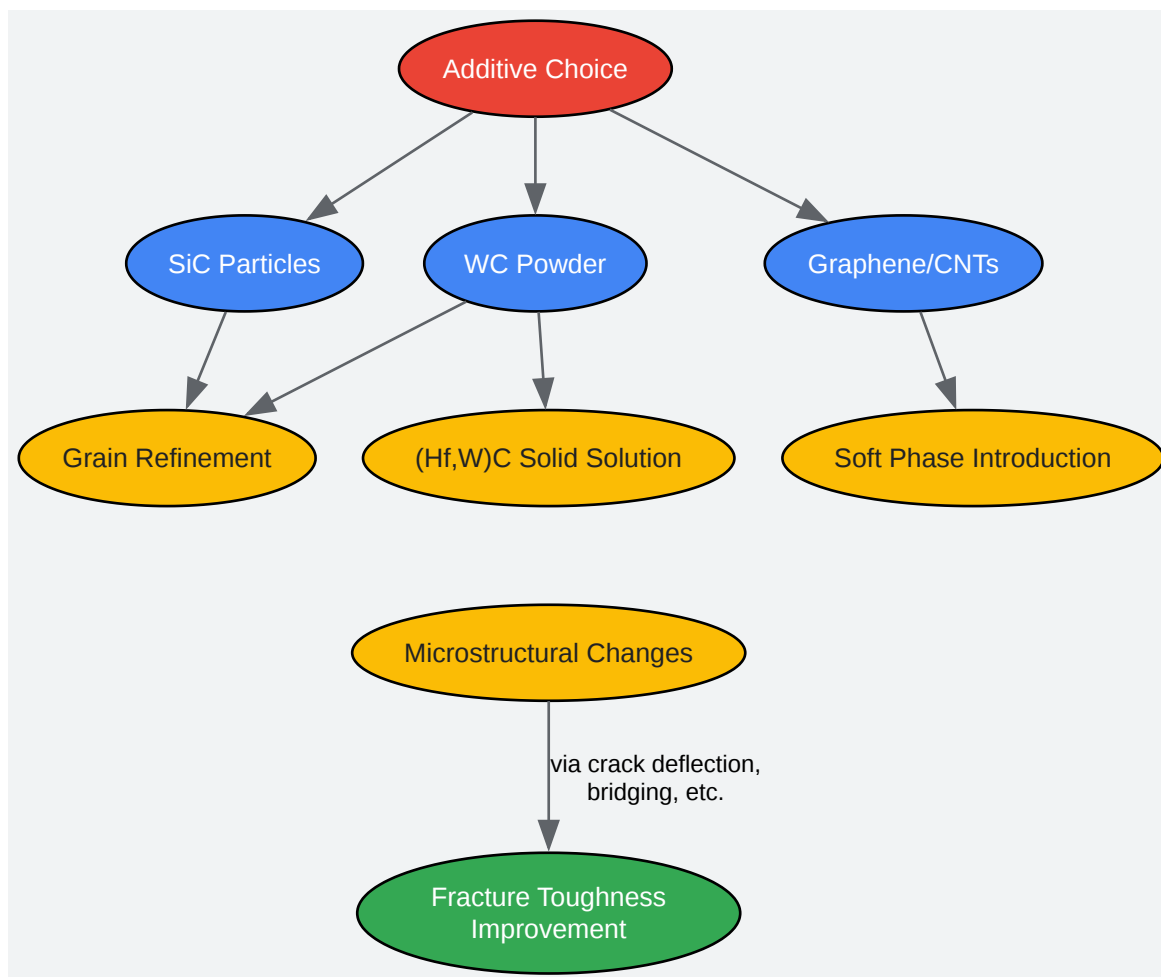 Additive Choice
SiC Particles
WC Powder
Graphene/CNTs
Grain Refinement
(Hf,W)C Solid Solution
Soft Phase Introduction
Microstructural Changes
via crack deflection,
bridging, etc.
Fracture Toughness
Improvement